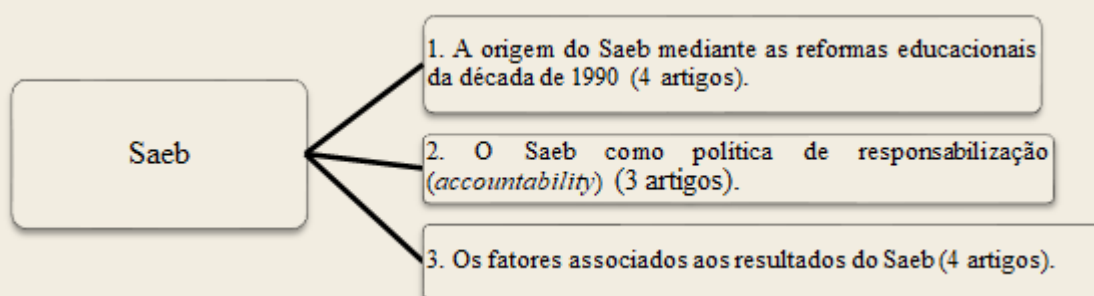 Saeb
1. A origem do Saeb mediante as reformas educacionais
da década de 1990 (4 artigos).
2. O Saeb como política de responsabilização
(accountability) (3 artigos).
3. Os fatores associados aos resultados do Saeb (4 artigos).